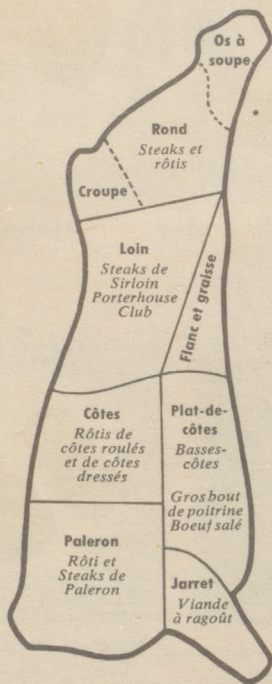 Os à
soupe
Rond
Steaks et
rôtis
Croupe
Loin
Steaks de
Sirloin
Porterhouse
Club
Flanc et graisse
Côtes
Rôtis de
côtes roulés
et de côtes
dressés
Plat-de-
côtes
Basses-
côtes
Gros bout
de poitrine
Boeuf salé
Paleron
Rôti et
Steaks de
Paleron
Jarret
Viande
à ragoût